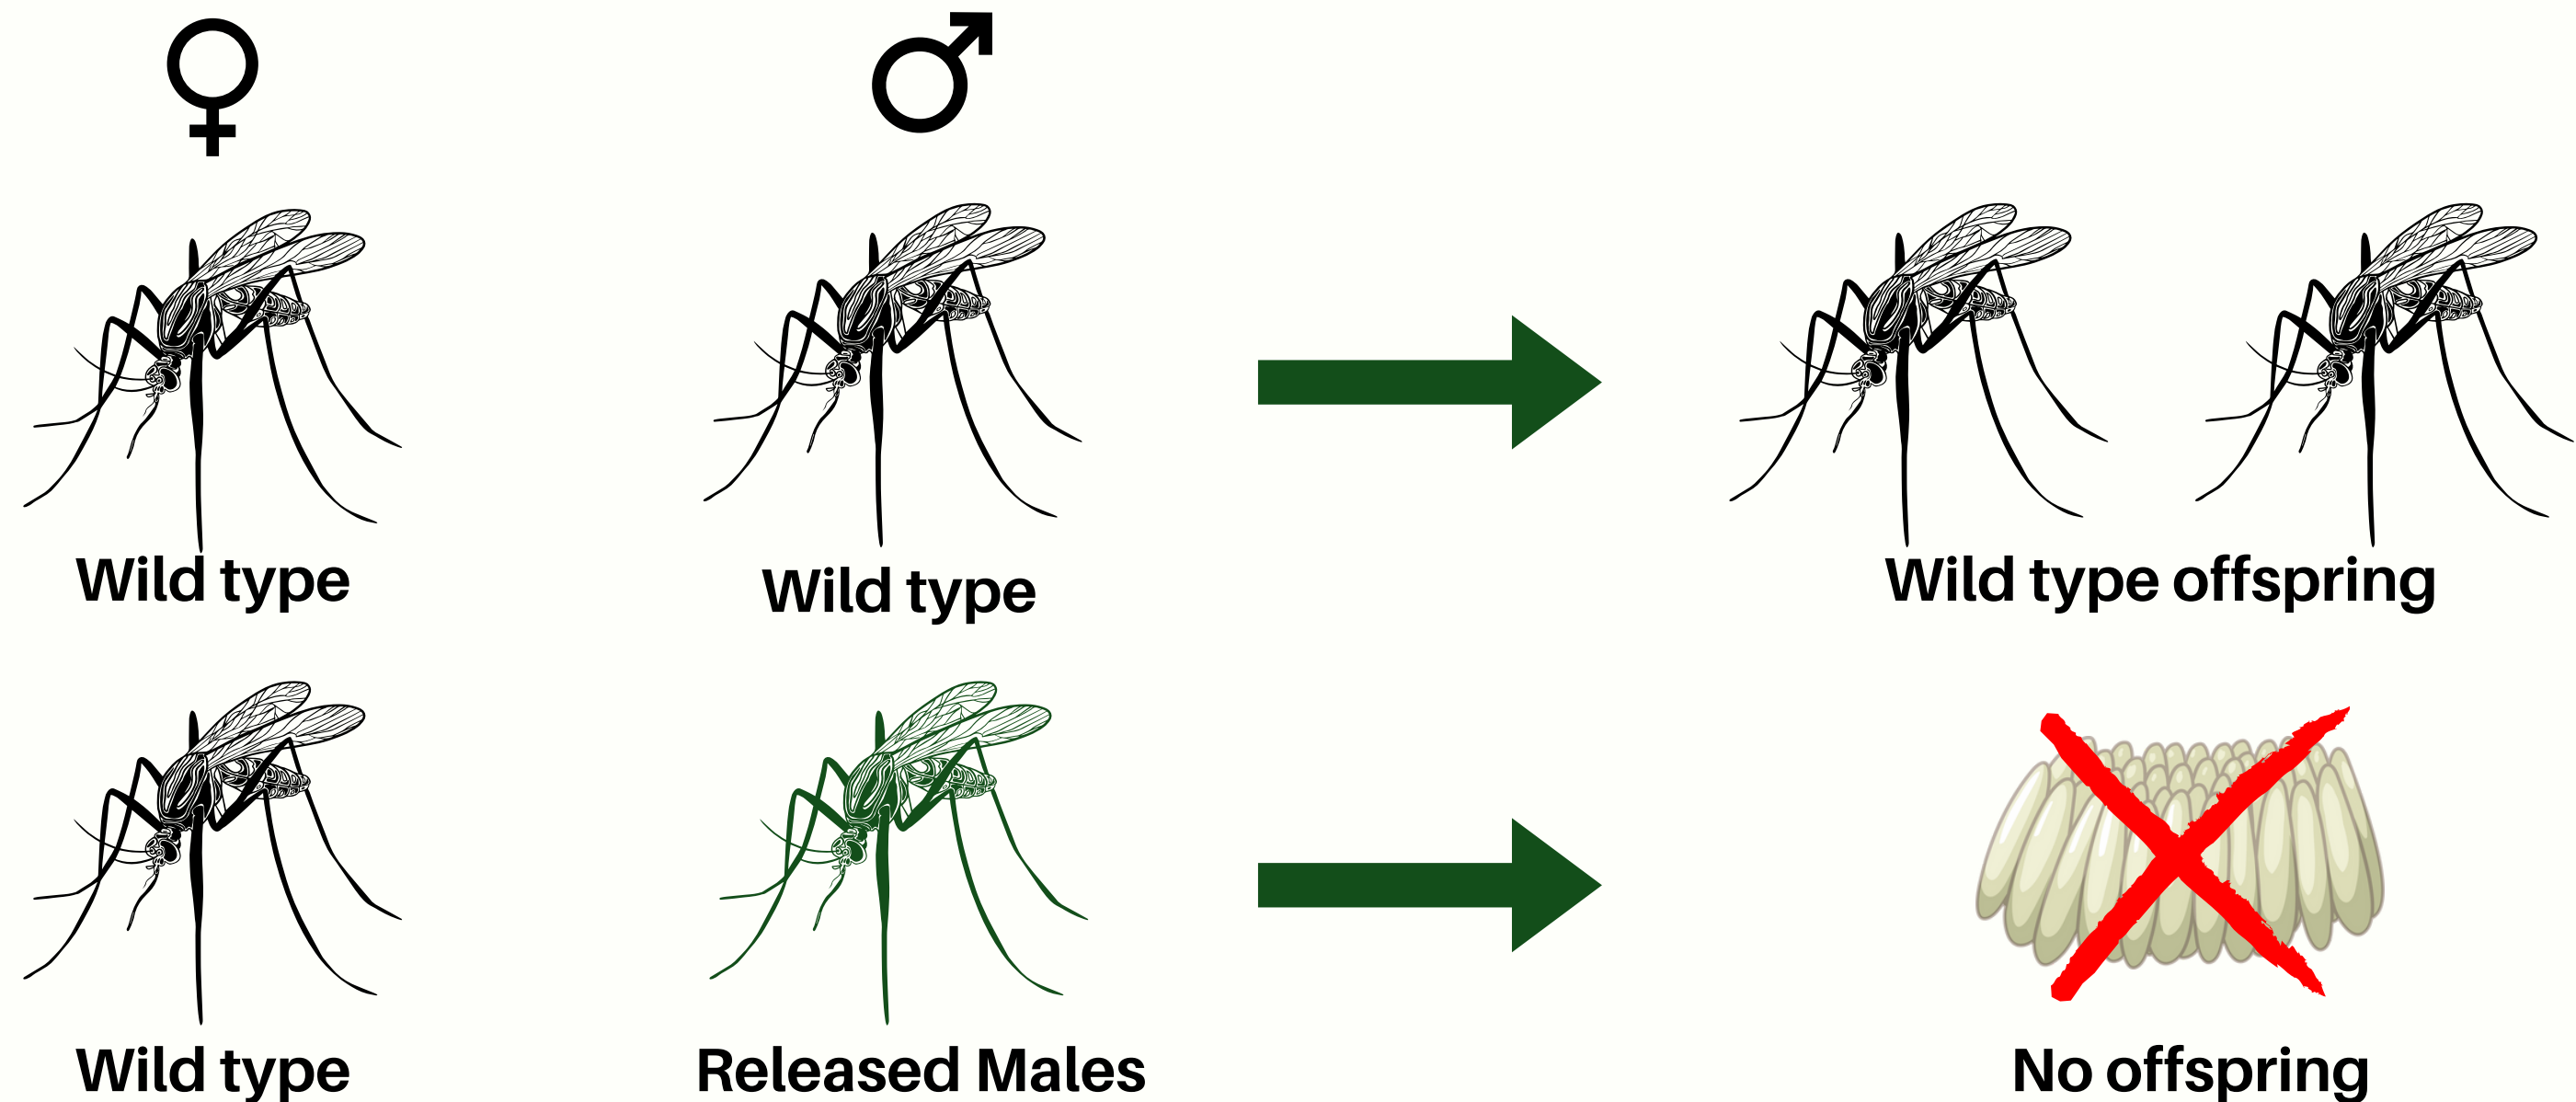 Wild type
Wild type
Wild type offspring
Wild type
Released Males
No offspring